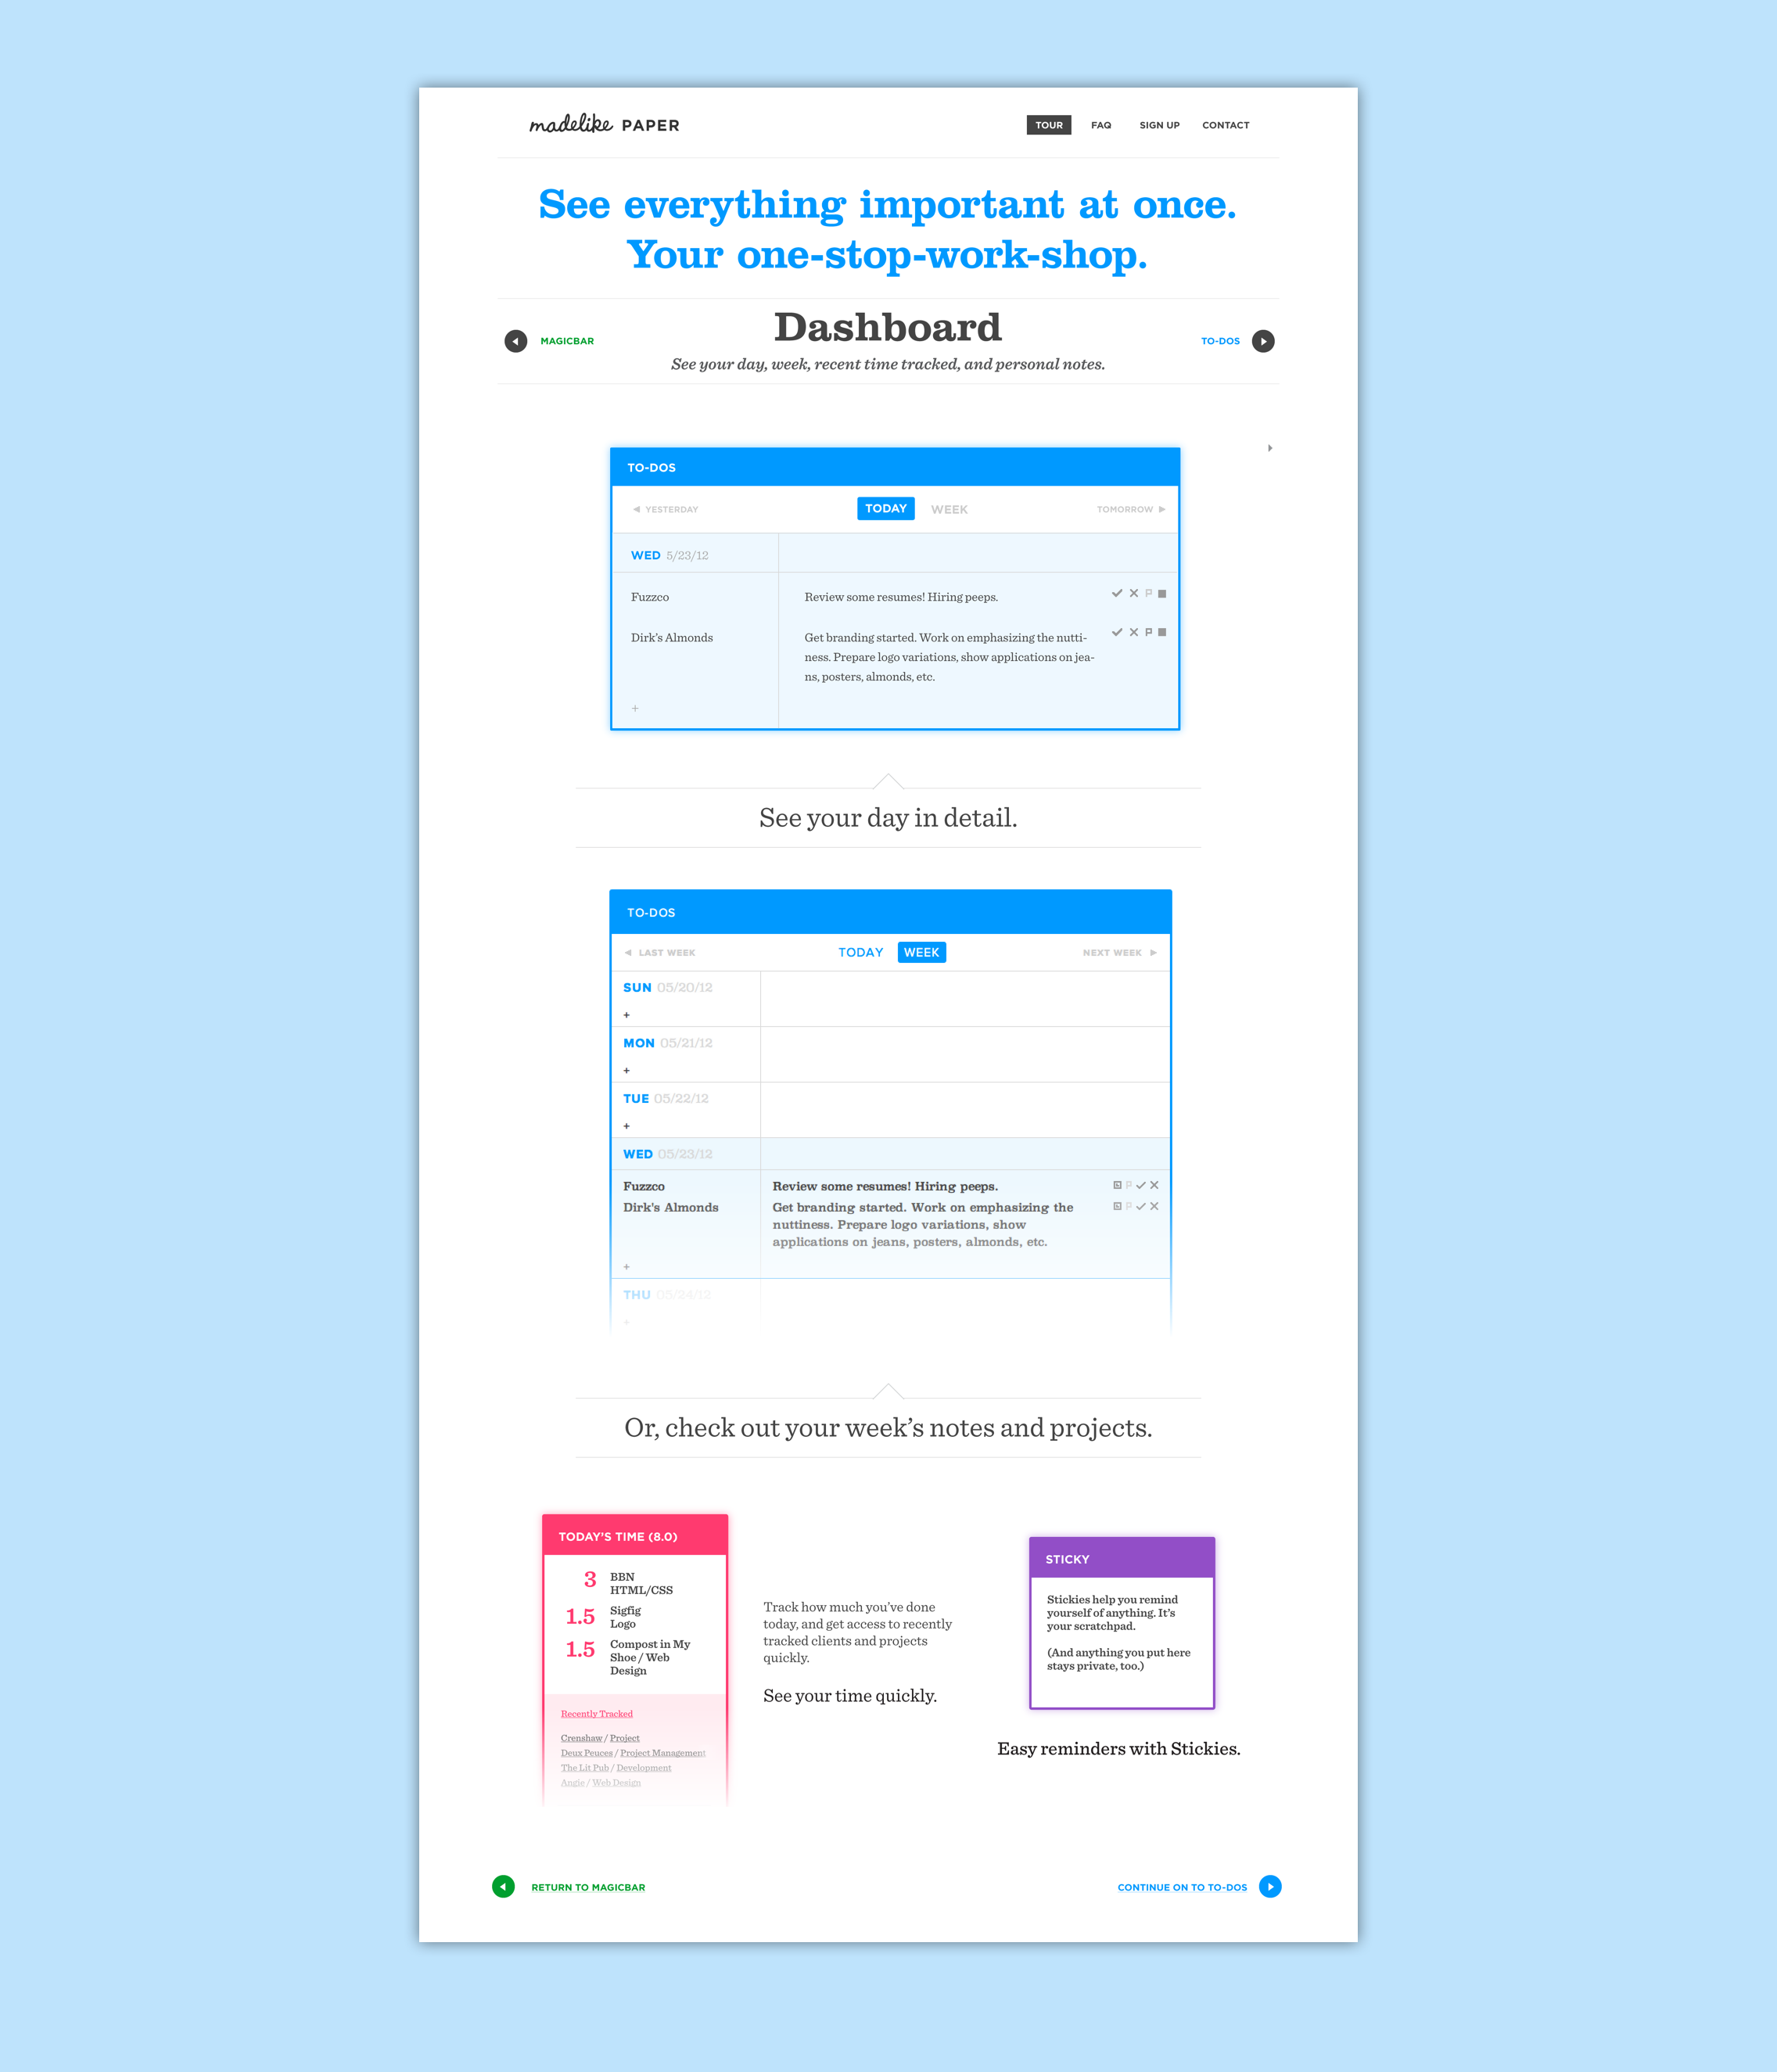 madelike PAPER
TOUR FAQ SIGN UP CONTACT
See everything important at once.
Your one-stop-work-shop.
MAGICBAR
Dashboard
TO-DOS
See your day, week, recent time tracked, and personal notes.
TO-DOS
YESTERDAY TODAY WEEK TOMORROW
WED 5/23/12
Fuzzco Review some resumes! Hiring peeps.
Dirk’s Almonds Get branding started. Work on emphasizing the nutti-
ness. Prepare logo variations, show applications on jea-
ns, posters, almonds, etc.
+
See your day in detail.
TO-DOS
LAST WEEK TODAY WEEK NEXT WEEK
SUN 05/20/12
+
MON 05/21/12
+
TUE 05/22/12
+
WED 05/23/12
Fuzzco Review some resumes! Hiring peeps.
Dirk's Almonds Get branding started. Work on emphasizing the
nuttiness. Prepare logo variations, show
applications on jeans, posters, almonds, etc.
+
THU 05/24/12
+
Or, check out your week’s notes and projects.
TODAY’S TIME (8.0)
3 BBN
HTML/CSS
1.5 Sigfig
Logo
1.5 Compost in My
Shoe / Web
Design
Recently Tracked
Crenshaw / Project
Deux Peuces / Project Management
The Lit Pub / Development
Angie / Web Design
Track how much you’ve done
today, and get access to recently
tracked clients and projects
quickly.
See your time quickly.
STICKY
Stickies help you remind
yourself of anything. It’s
your scratchpad.
(And anything you put here
stays private, too.)
Easy reminders with Stickies.
RETURN TO MAGICBAR
CONTINUE ON TO TO-DOS